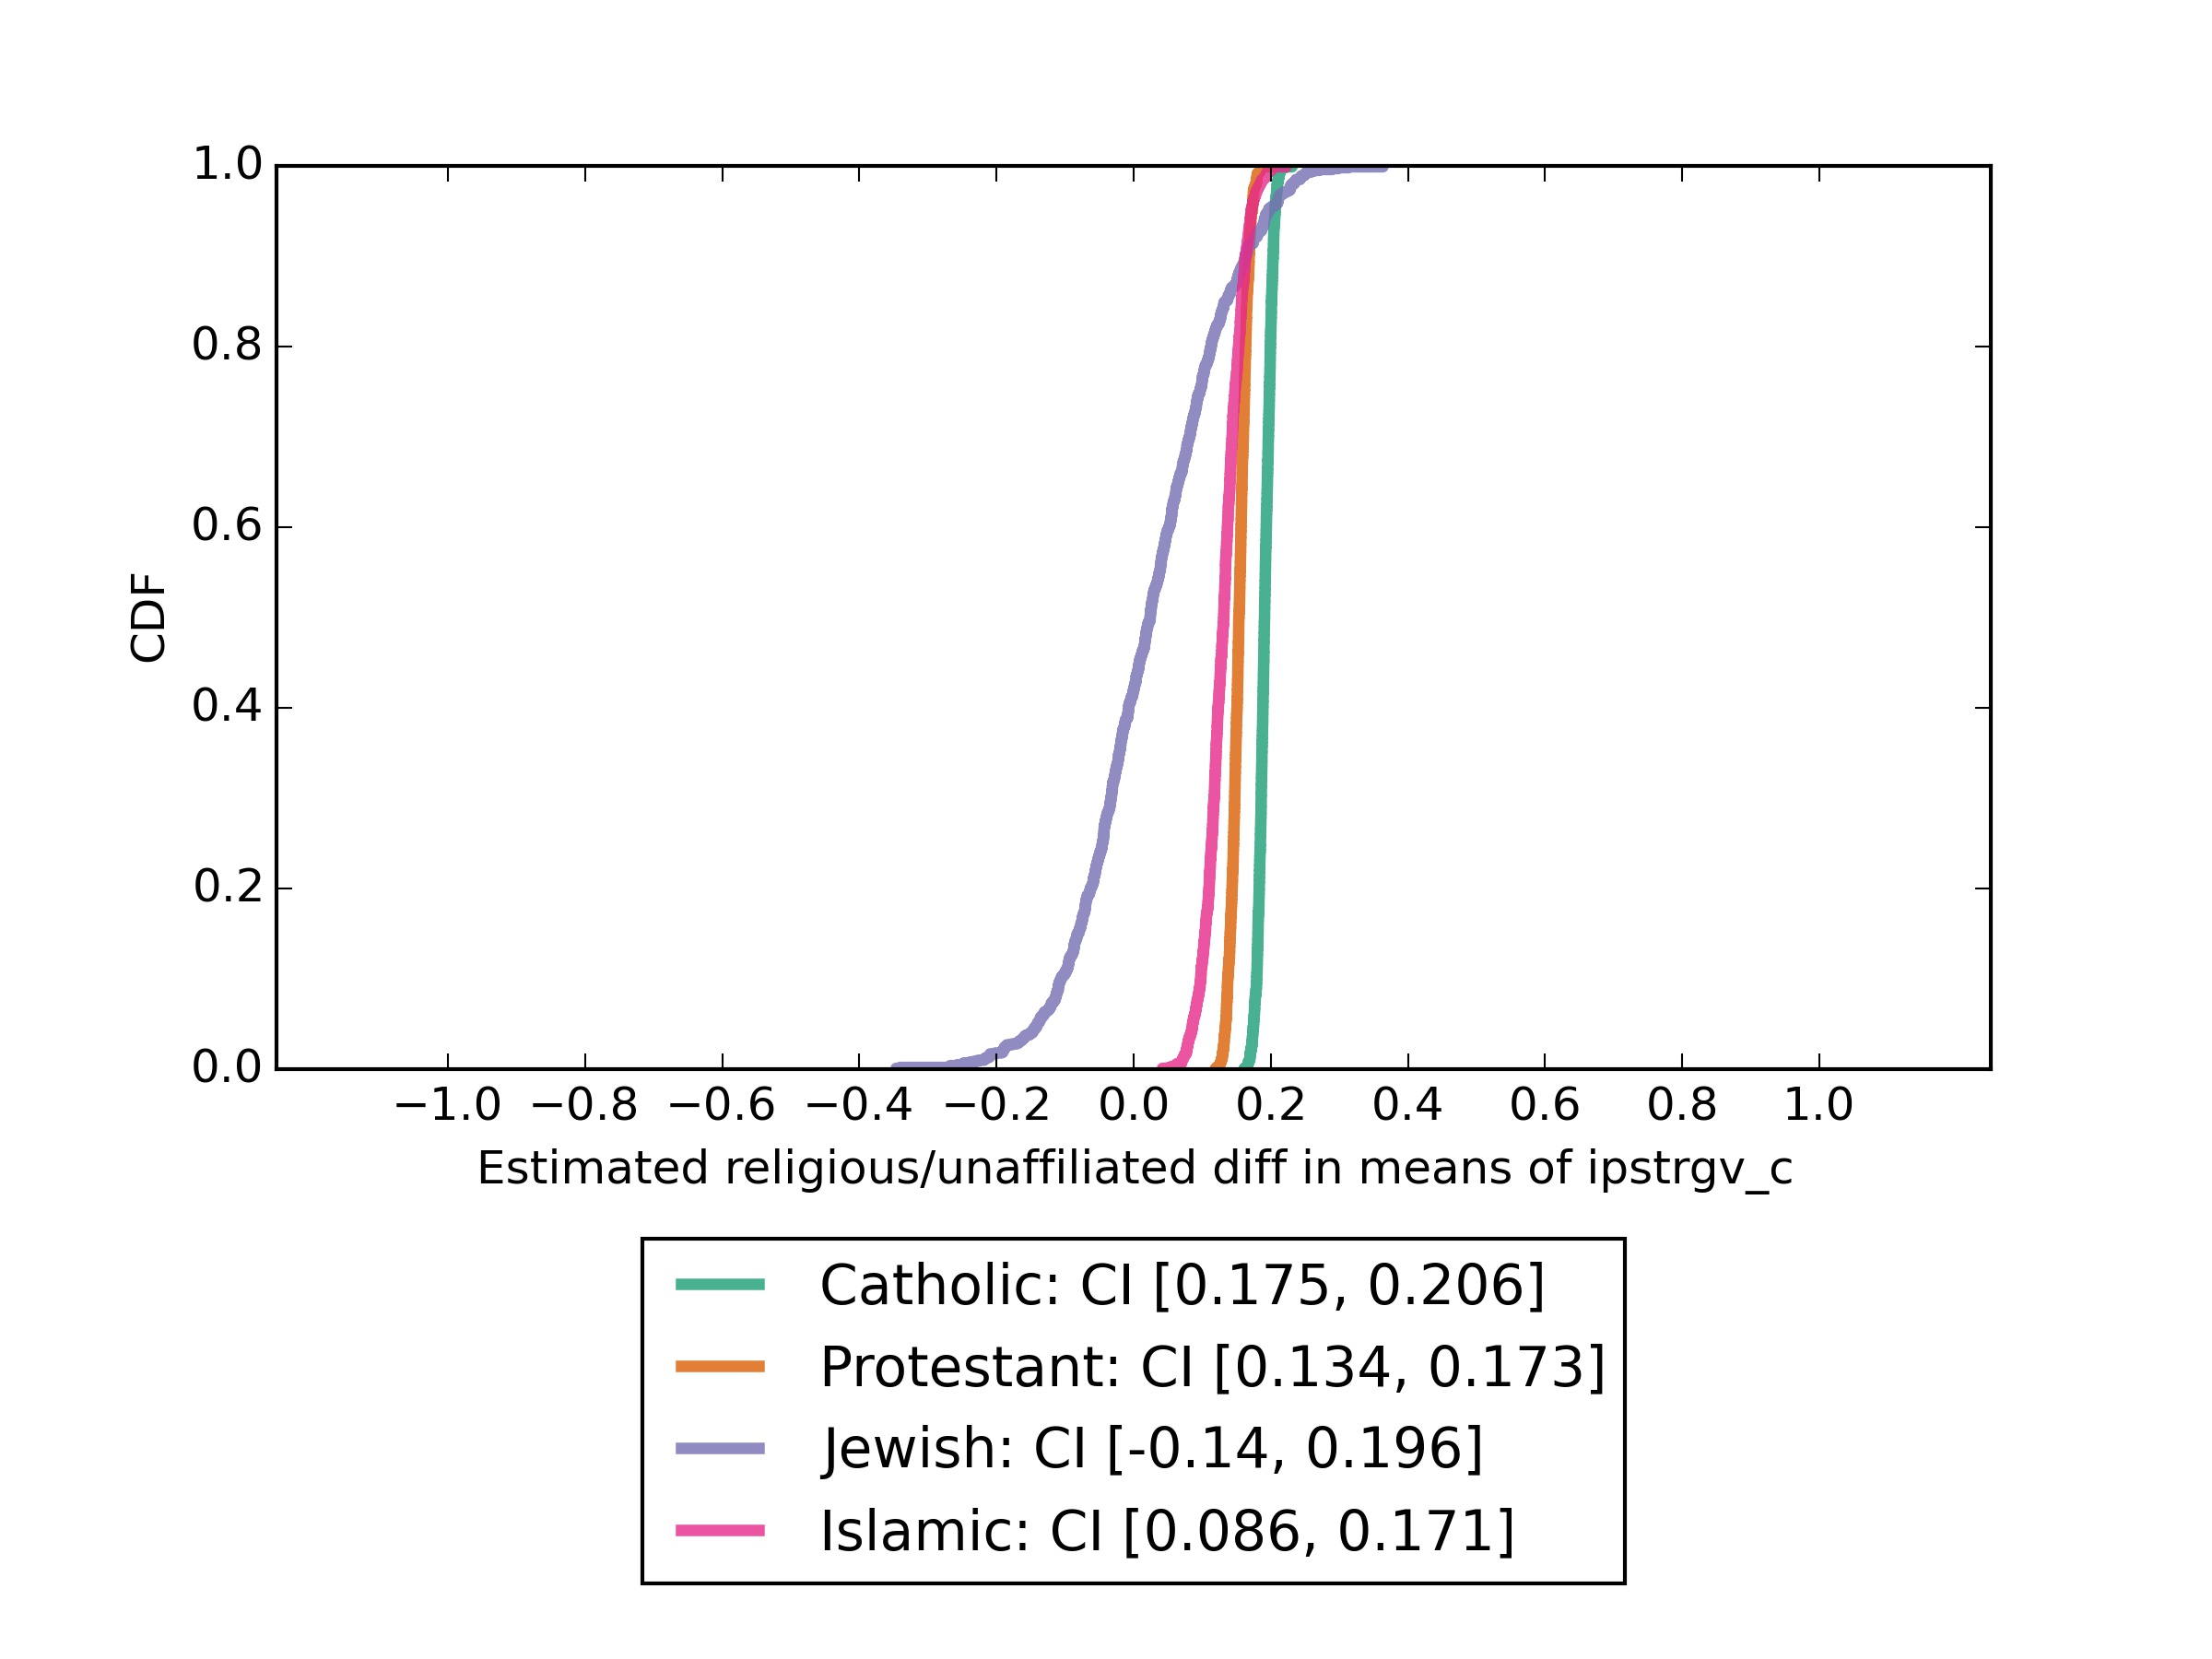 1.0
0.8
0.6
0.4
0.2
0.0
CDF
−1.0 −0.8 −0.6 −0.4 −0.2 0.0 0.2 0.4 0.6 0.8 1.0
Estimated religious/unaffiliated diff in means of ipstrgv_c
Catholic: CI [0.175, 0.206]
Protestant: CI [0.134, 0.173]
Jewish: CI [-0.14, 0.196]
Islamic: CI [0.086, 0.171]